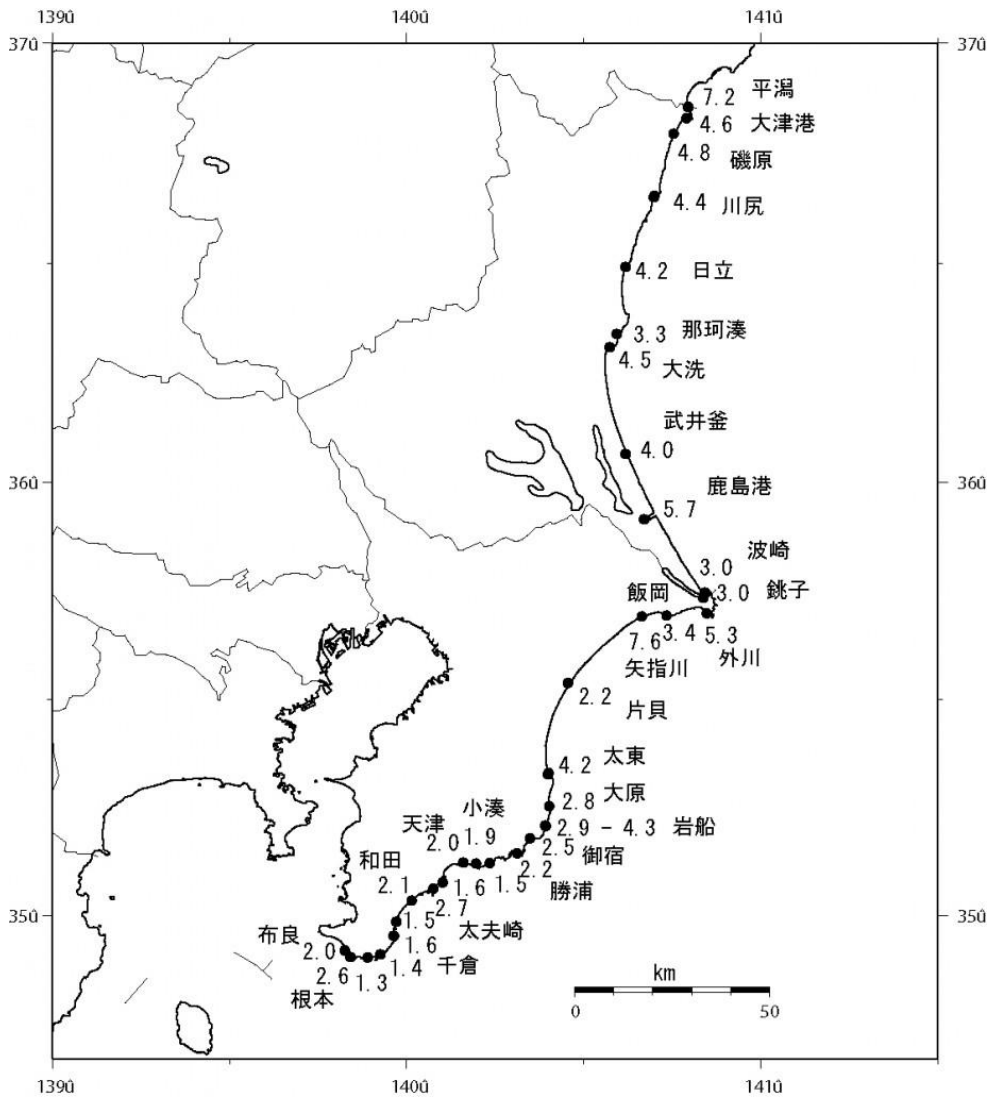 139û 140û 141û
37û 37û
7.2 平潟
4.6 大津港
4.8 磯原
4.4 川尻
4.2 日立
3.3 那珂湊
4.5 大洗
武井釜
4.0
36û 36û
鹿島港
5.7
波崎
3.0
飯岡 3.0 銚子
7.6 3.4 5.3
矢指川 外川
2.2 片貝
4.2 太東
2.8 大原
小湊
天津 2.9 - 4.3 岩船
2.0 1.9 2.5 御宿
和田 2.2
2.1 1.6 1.5 勝浦
2.7
35û 35û
1.5 太夫崎
布良 1.6
2.0 1.4 千倉
2.6 1.3
根本
km
0 50
139û 140û 141û